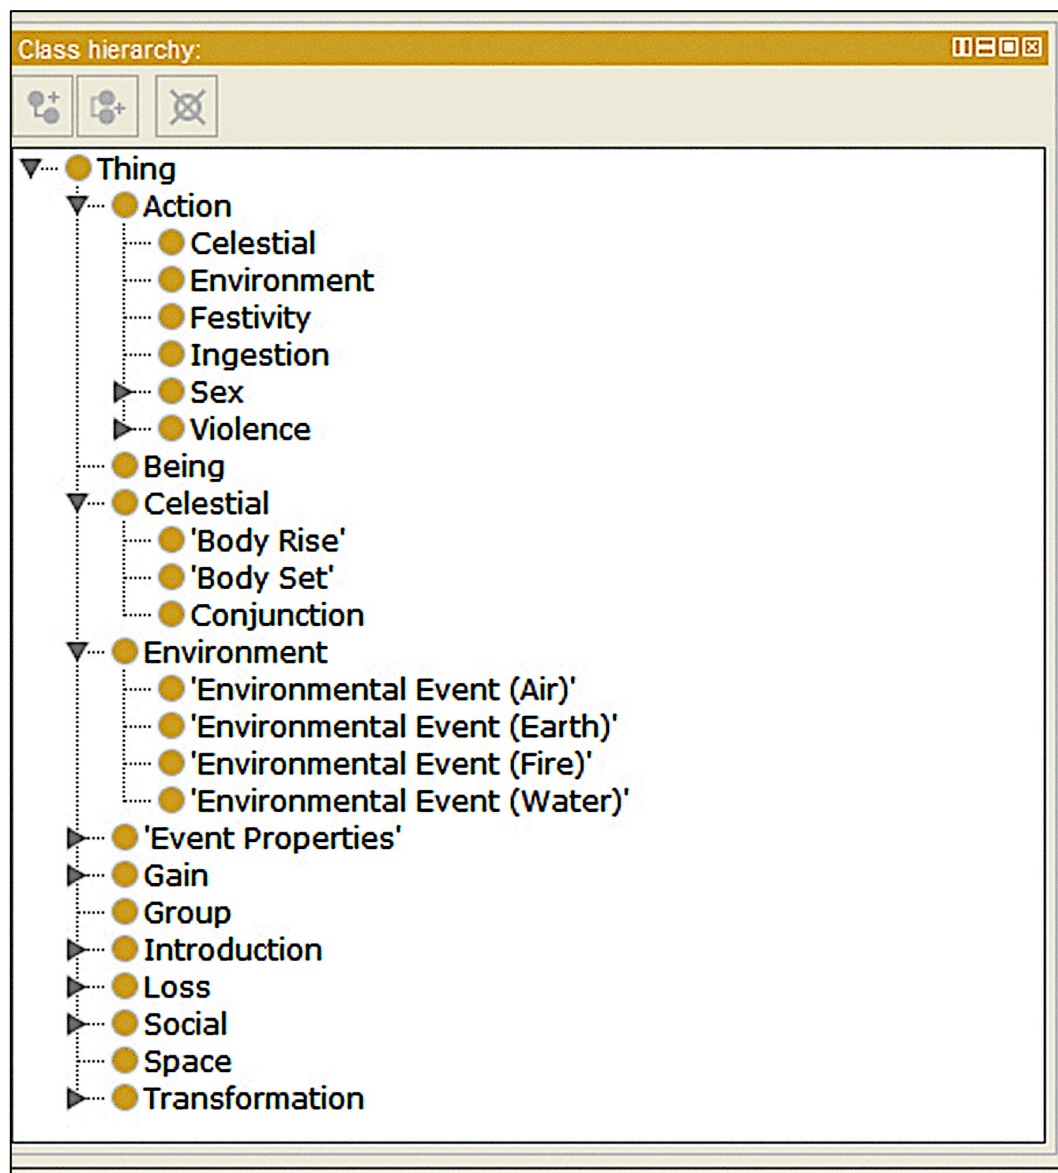 Class hierarchy:
Thing
Action
Celestial
Environment
Festivity
Ingestion
Sex
Violence
Being
Celestial
'Body Rise'
'Body Set'
Conjunction
Environment
'Environmental Event (Air)'
'Environmental Event (Earth)'
'Environmental Event (Fire)'
'Environmental Event (Water)'
'Event Properties'
Gain
Group
Introduction
Loss
Social
Space
Transformation